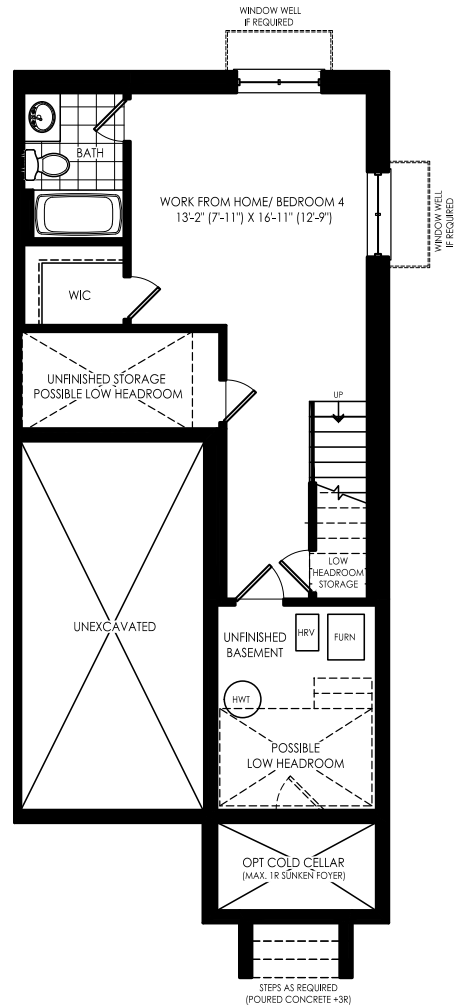 WINDOW WELL
IF REQUIRED
BATH
WORK FROM HOME/ BEDROOM 4
13'-2" (7'-11") X 16'-11" (12'-9")
WINDOW WELL
IF REQUIRED
WIC
UNFINISHED STORAGE
POSSIBLE LOW HEADROOM
UP
LOW
HEADROOM
STORAGE
UNEXCAVATED
UNFINISHED
BASEMENT
HRV
FURN
HWT
POSSIBLE
LOW HEADROOM
OPT COLD CELLAR
(MAX. 1R SUNKEN FOYER)
STEPS AS REQUIRED
(POURED CONCRETE +3R)